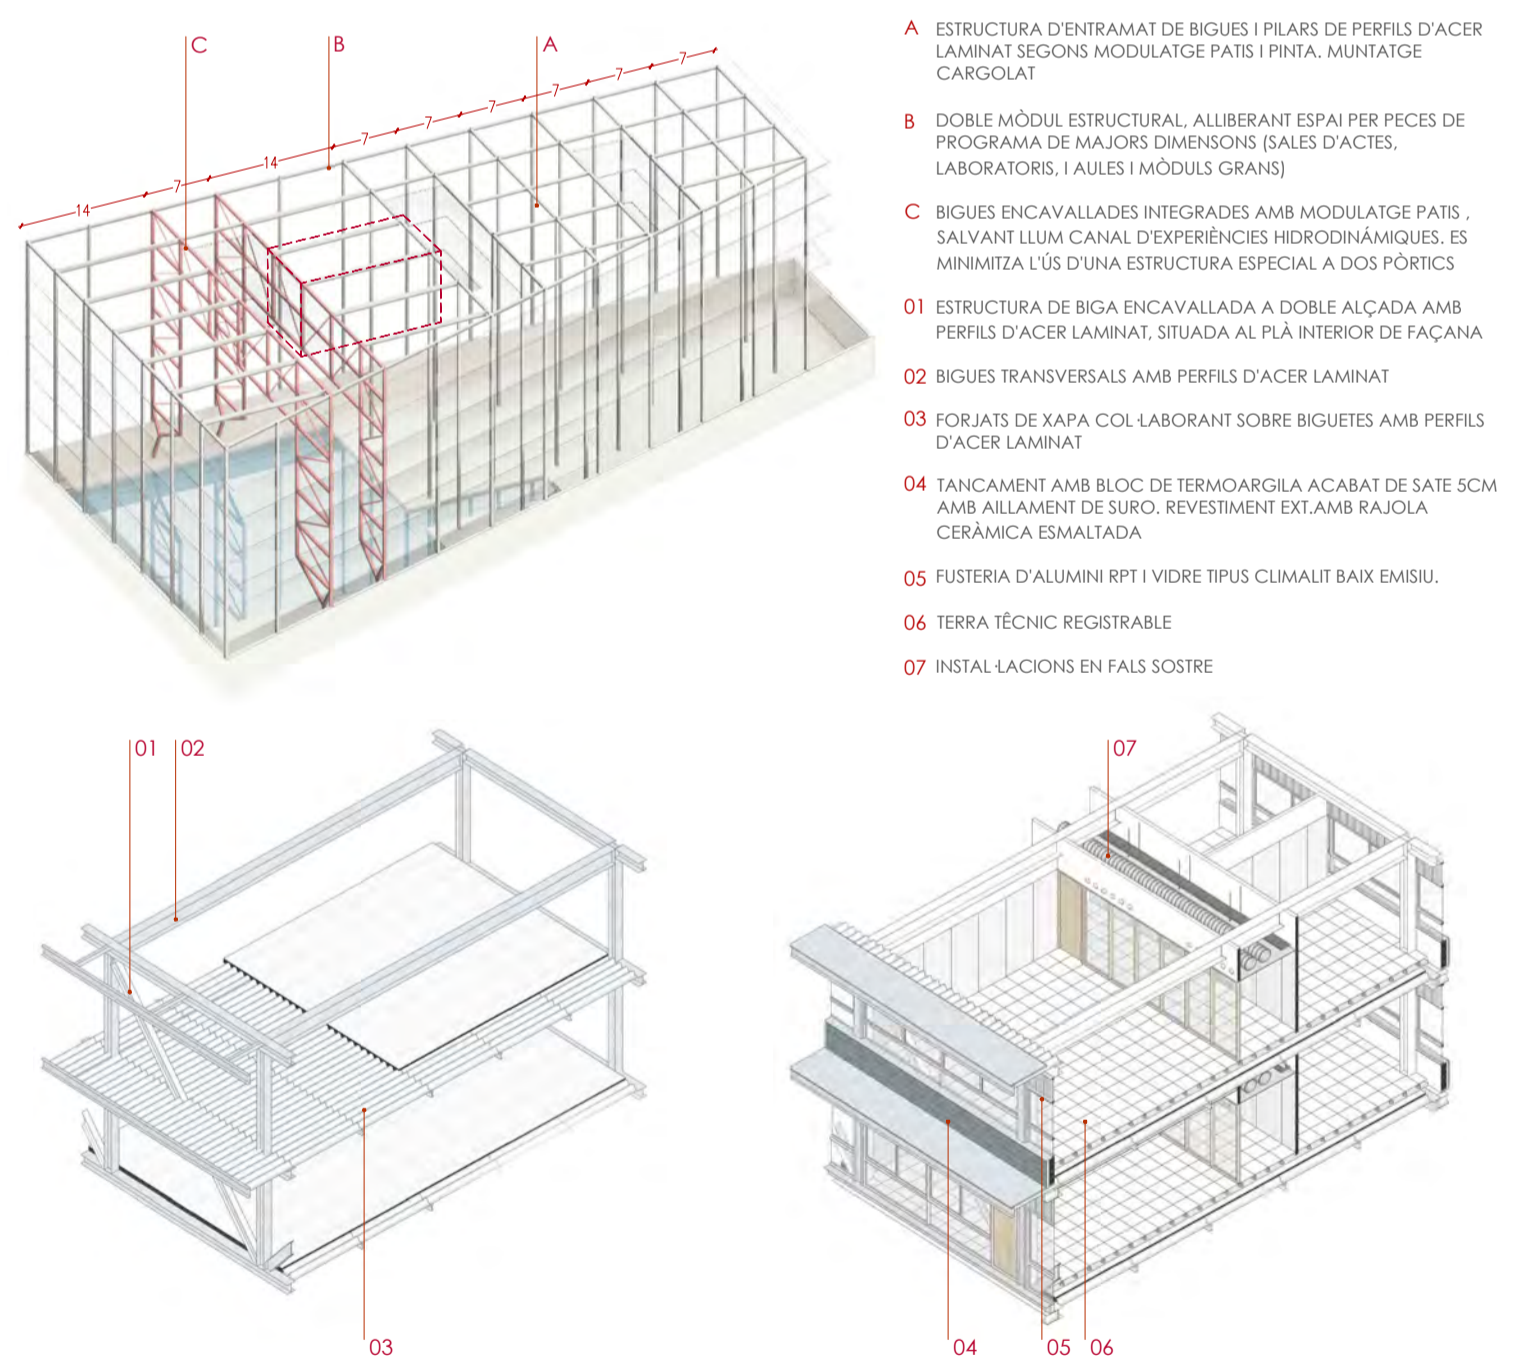 C
B
A
14
7
14
7
7
7
7
7
7
A ESTRUCTURA D'ENTRAMAT DE BIGUES I PILARS DE PERFILS D'ACER
LAMINAT SEGONS MODULATGE PATIS I PINTA. MUNTATGE
CARGOLAT
B DOBLE MÒDUL ESTRUCTURAL, ALLIBERANT ESPAI PER PECES DE
PROGRAMA DE MAJORS DIMENSONS (SALES D'ACTES,
LABORATORIS, I AULES I MÒDULS GRANS)
C BIGUES ENCAVALLADES INTEGRADES AMB MODULATGE PATIS ,
SALVANT LLUM CANAL D'EXPERIÈNCIES HIDRODINÁMIQUES. ES
MINIMITZA L'ÚS D'UNA ESTRUCTURA ESPECIAL A DOS PÒRTICS
01 ESTRUCTURA DE BIGA ENCAVALLADA A DOBLE ALÇADA AMB
PERFILS D'ACER LAMINAT, SITUADA AL PLÀ INTERIOR DE FAÇANA
02 BIGUES TRANSVERSALS AMB PERFILS D'ACER LAMINAT
03 FORJATS DE XAPA COL·LABORANT SOBRE BIGUETES AMB PERFILS
D'ACER LAMINAT
04 TANCAMENT AMB BLOC DE TERMOARGILA ACABAT DE SATE 5CM
AMB AILLAMENT DE SURO. REVESTIMENT EXT.AMB RAJOLA
CERÀMICA ESMALTADA
05 FUSTERIA D'ALUMINI RPT I VIDRE TIPUS CLIMALIT BAIX EMISIU.
06 TERRA TÊCNIC REGISTRABLE
07 INSTAL·LACIONS EN FALS SOSTRE
01 02
03
07
04
05 06